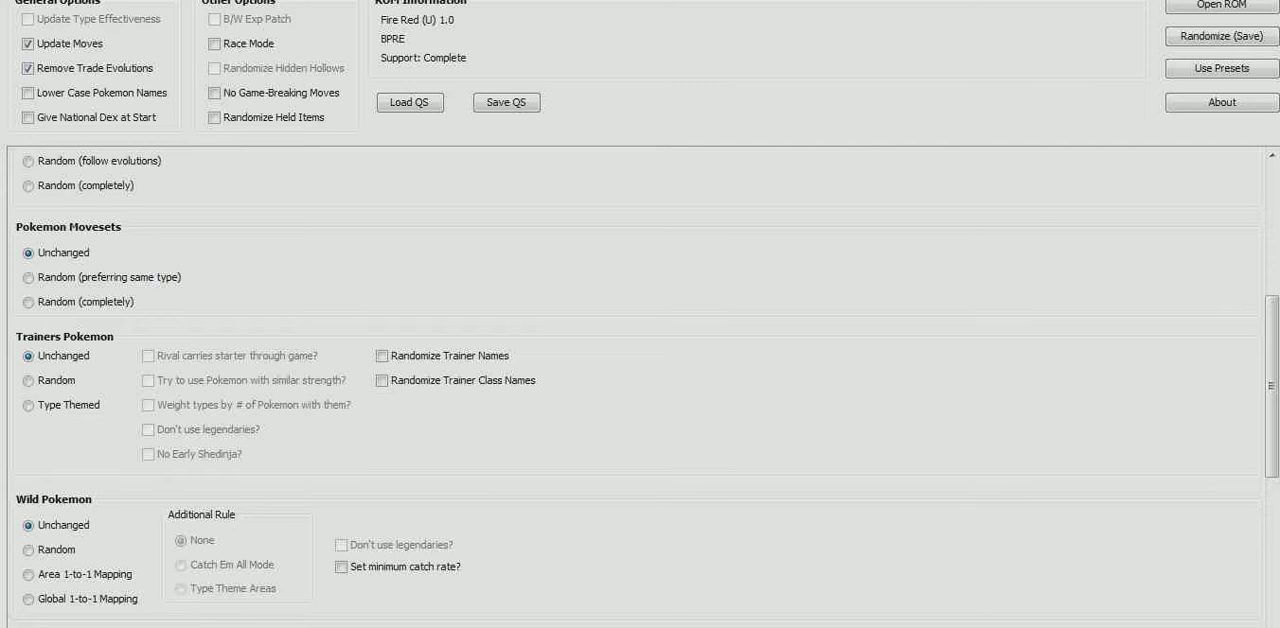 General Options
Update Type Effectiveness
Update Moves
Remove Trade Evolutions
Lower Case Pokemon Names
Give National Dex at Start
Other Options
B/W Exp Patch
Race Mode
Randomize Hidden Hollows
No Game-Breaking Moves
Randomize Held Items
ROM Information
Fire Red (U) 1.0
BPRE
Support: Complete
Load QS
Save QS
Open ROM
Randomize (Save)
Use Presets
About
Random (follow evolutions)
Random (completely)
Pokemon Movesets
Unchanged
Random (preferring same type)
Random (completely)
Trainers Pokemon
Unchanged
Random
Type Themed
Rival carries starter through game?
Try to use Pokemon with similar strength?
Weight types by # of Pokemon with them?
Don't use legendaries?
No Early Shedinja?
Randomize Trainer Names
Randomize Trainer Class Names
Wild Pokemon
Unchanged
Random
Area 1-to-1 Mapping
Global 1-to-1 Mapping
Additional Rule
None
Catch Em All Mode
Type Theme Areas
Don't use legendaries?
Set minimum catch rate?